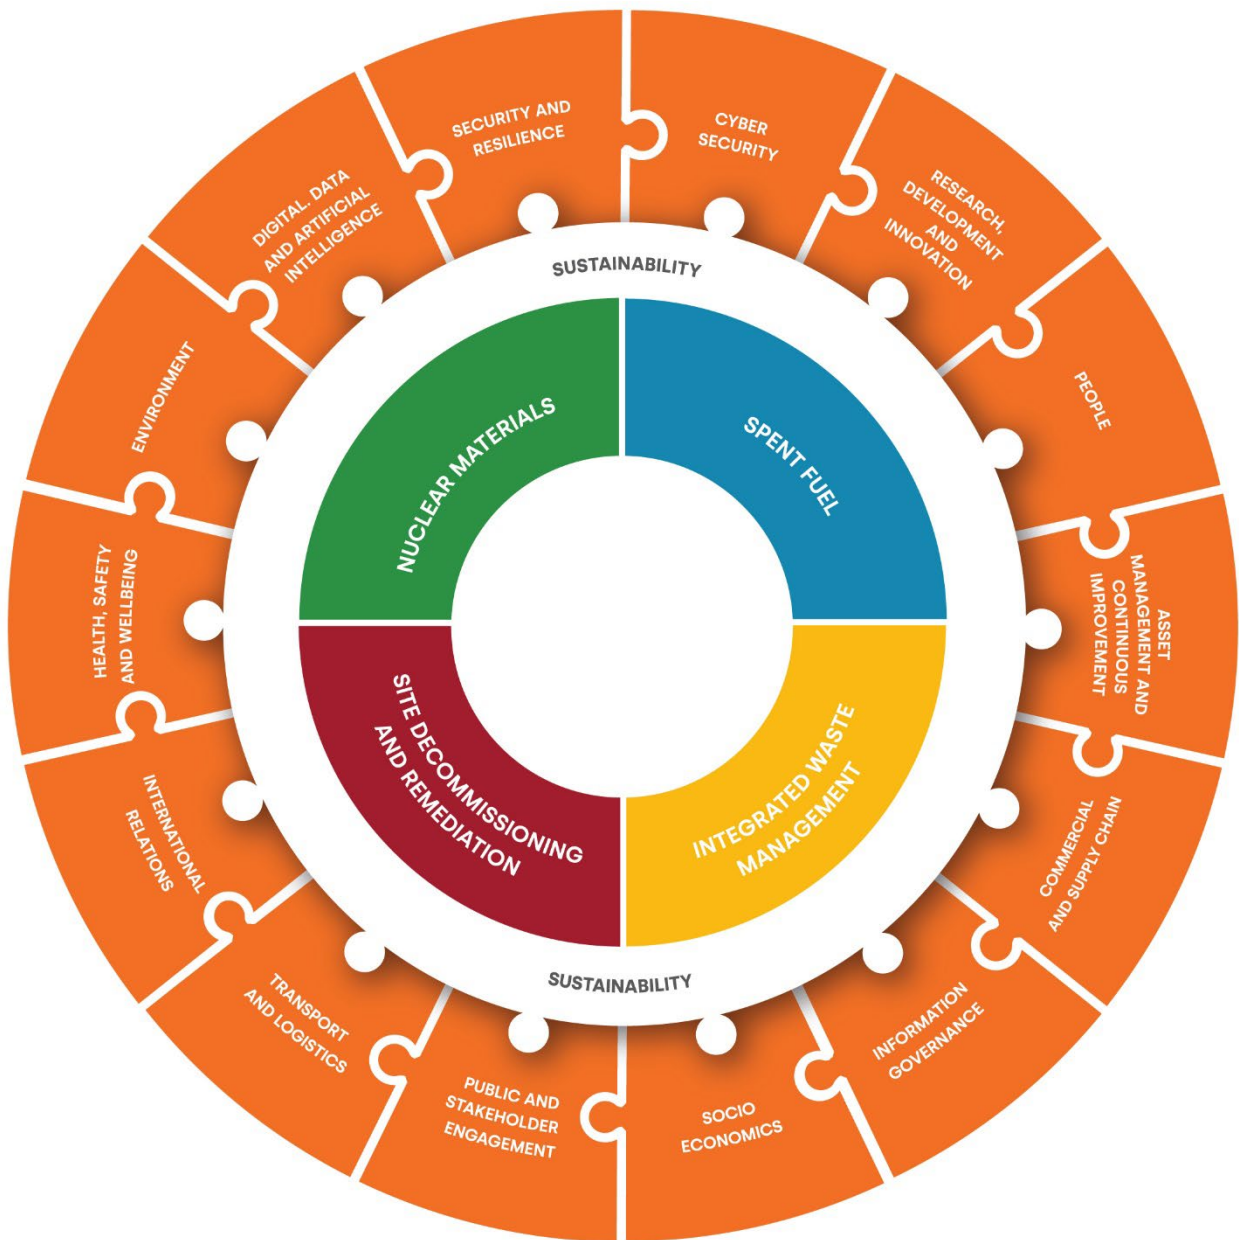 SECURITY AND
RESILIENCE
CYBER
SECURITY
RESEARCH,
DEVELOPMENT
AND
INNOVATION
PEOPLE
ASSET
MANAGEMENT AND
CONTINUOUS
IMPROVEMENT
COMMERCIAL
AND SUPPLY CHAIN
INFORMATION
GOVERNANCE
SOCIO
ECONOMICS
PUBLIC AND
STAKEHOLDER
ENGAGEMENT
TRANSPORT
AND LOGISTICS
INTERNATIONAL
RELATIONS
HEALTH, SAFETY
AND WELLBEING
ENVIRONMENT
DIGITAL. DATA
AND ARTIFICIAL
INTELLIGENCE
SUSTAINABILITY
NUCLEAR MATERIALS
SPENT FUEL
INTEGRATED WASTE
MANAGEMENT
SITE DECOMMISSIONING
AND REMEDIATION
SUSTAINABILITY